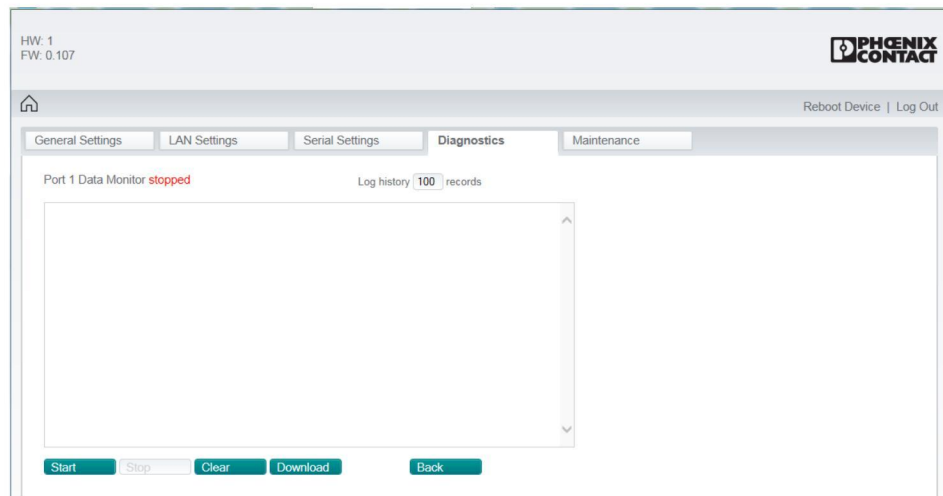 HW: 1
FW: 0.107
PHŒNIX
CONTACT
Reboot Device | Log Out
General Settings LAN Settings Serial Settings Diagnostics Maintenance
Port 1 Data Monitor stopped Log history 100 records
Start Stop Clear Download Back